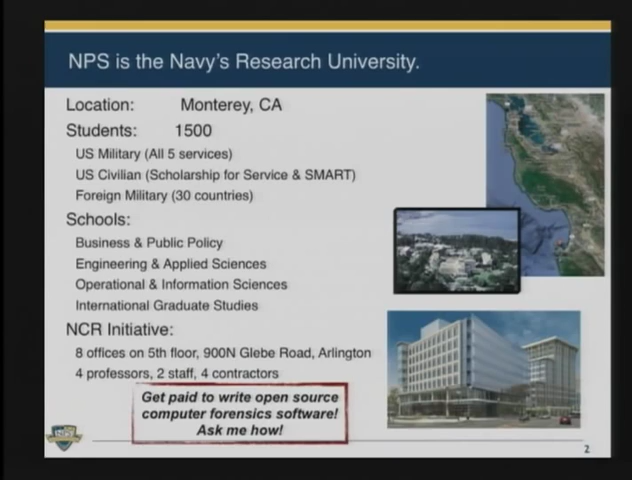 NPS is the Navy's Research University.
Location: Monterey, CA
Students: 1500
US Military (All 5 services)
US Civilian (Scholarship for Service & SMART)
Foreign Military (30 countries)
Schools:
Business & Public Policy
Engineering & Applied Sciences
Operational & Information Sciences
International Graduate Studies
NCR Initiative:
8 offices on 5th floor, 900N Glebe Road, Arlington
4 professors, 2 staff, 4 contractors
Get paid to write open source
computer forensics software!
Ask me how!
NPS
2